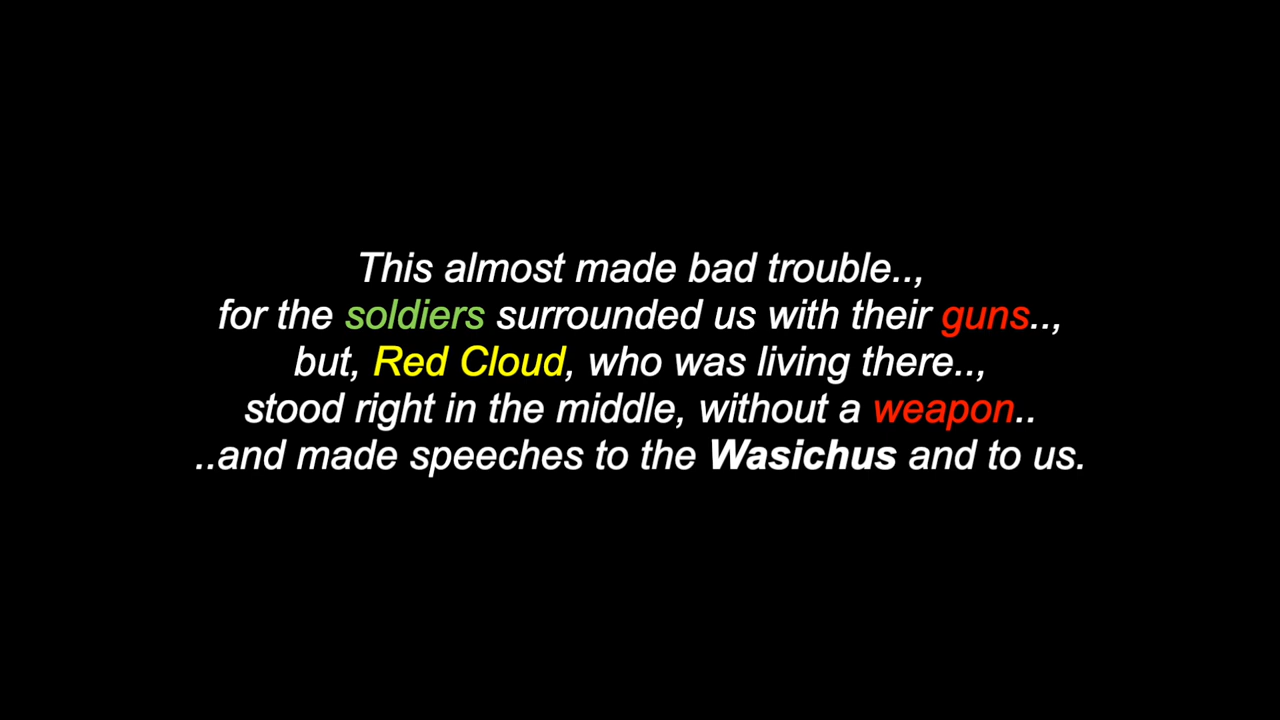 This almost made bad trouble..,
for the soldiers surrounded us with their guns..,
but, Red Cloud, who was living there..,
stood right in the middle, without a weapon..
..and made speeches to the Wasichus and to us.